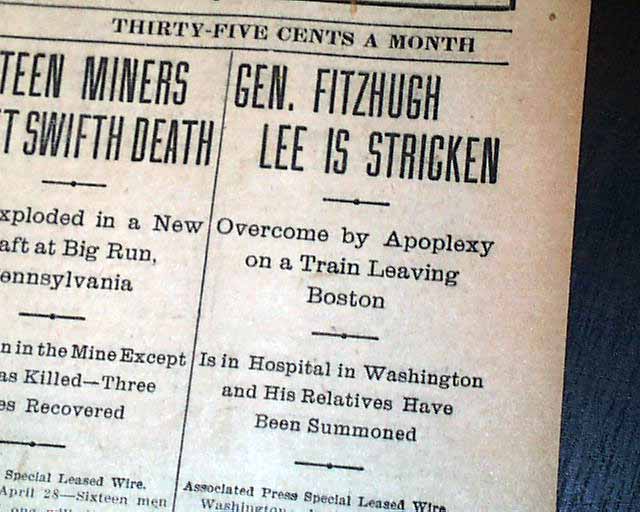 THIRTY-FIVE CENTS A MONTH
TEEN MINERS
T SWIFTH DEATH
xploded in a New
aft at Big Run,
ennsylvania
n in the Mine Except
as Killed—Three
es Recovered
Special Leased Wire.
April 28—Sixteen men
GEN. FITZHUGH
LEE IS STRICKEN
Overcome by Apoplexy
on a Train Leaving
Boston
Is in Hospital in Washington
and His Relatives Have
Been Summoned
Associated Press Special Leased Wire.
Washington